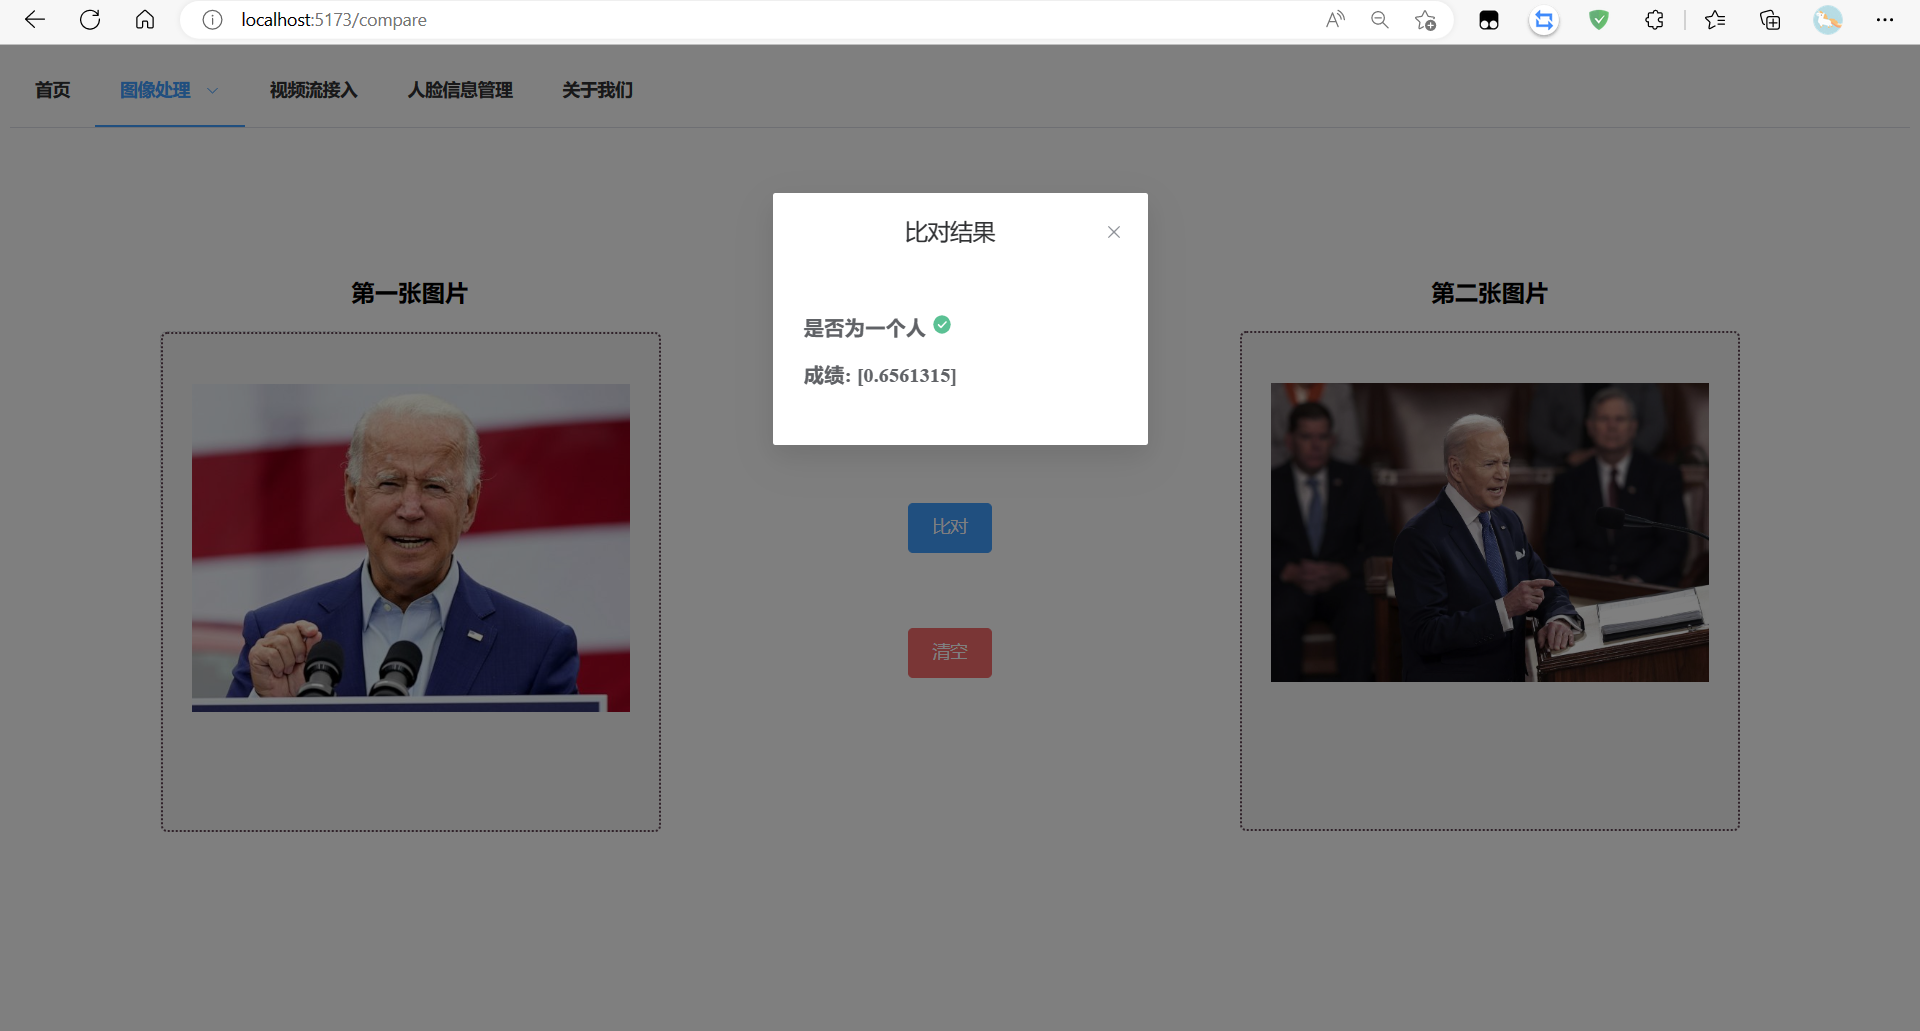 localhost:5173/compare
首页 图像处理 视频流接入 人脸信息管理 关于我们
比对结果
是否为一个人
成绩: [0.6561315]
第一张图片
第二张图片
比对
清空